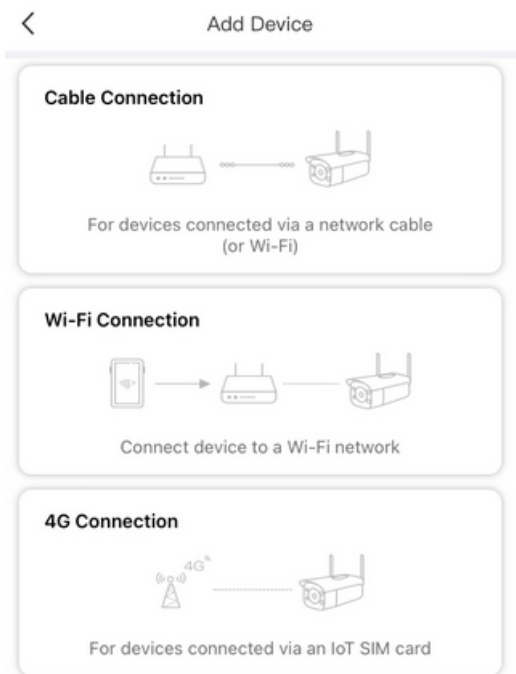 Add Device
Cable Connection
For devices connected via a network cable
(or Wi-Fi)
Wi-Fi Connection
Connect device to a Wi-Fi network
4G Connection
4G
For devices connected via an IoT SIM card